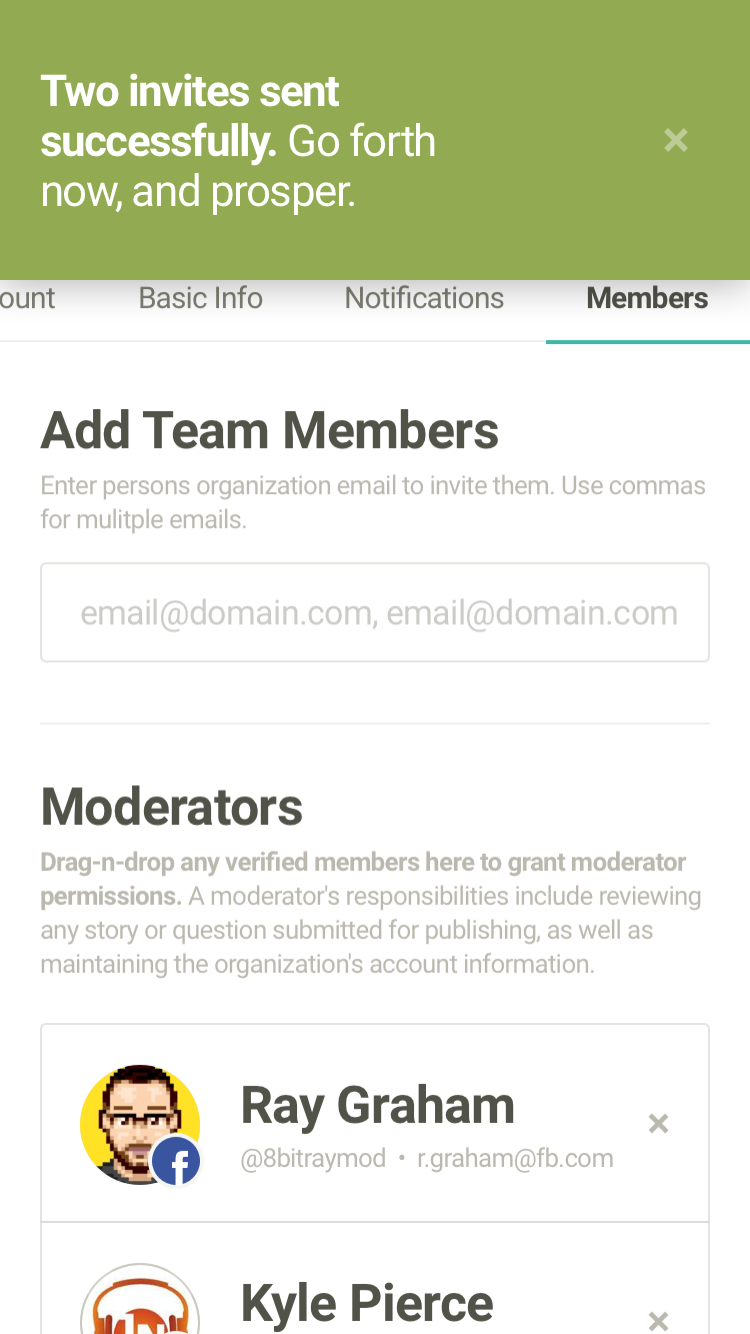 Two invites sent
successfully. Go forth
now, and prosper.
ount
Basic Info
Notifications
Members
Add Team Members
Enter persons organization email to invite them. Use commas
for mulitple emails.
email@domain.com, email@domain.com
Moderators
Drag-n-drop any verified members here to grant moderator
permissions. A moderator's responsibilities include reviewing
any story or question submitted for publishing, as well as
maintaining the organization's account information.
Ray Graham
@8bitraymod • r.graham@fb.com
Kyle Pierce